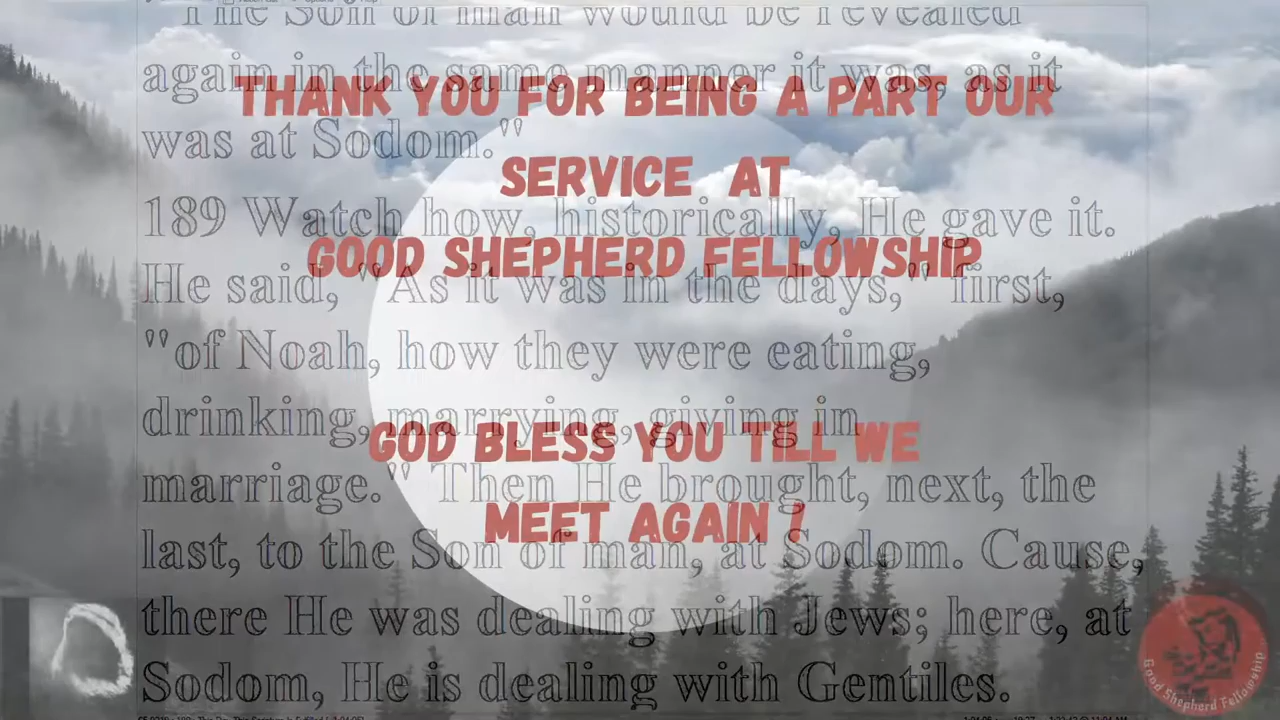 "The Son of man would be revealed
again in the same manner it was, as it
was at Sodom."
189 Watch how, historically, He gave it.
He said, "As it was in the days," first,
"of Noah, how they were eating,
drinking, marrying, giving in
marriage." Then He brought, next, the
last, to the Son of man, at Sodom. Cause,
there He was dealing with Jews; here, at
Sodom, He is dealing with Gentiles.
THANK YOU FOR BEING A PART OUR
SERVICE AT
GOOD SHEPHERD FELLOWSHIP
GOD BLESS YOU TILL WE
MEET AGAIN !
Good Shepherd Fellowship